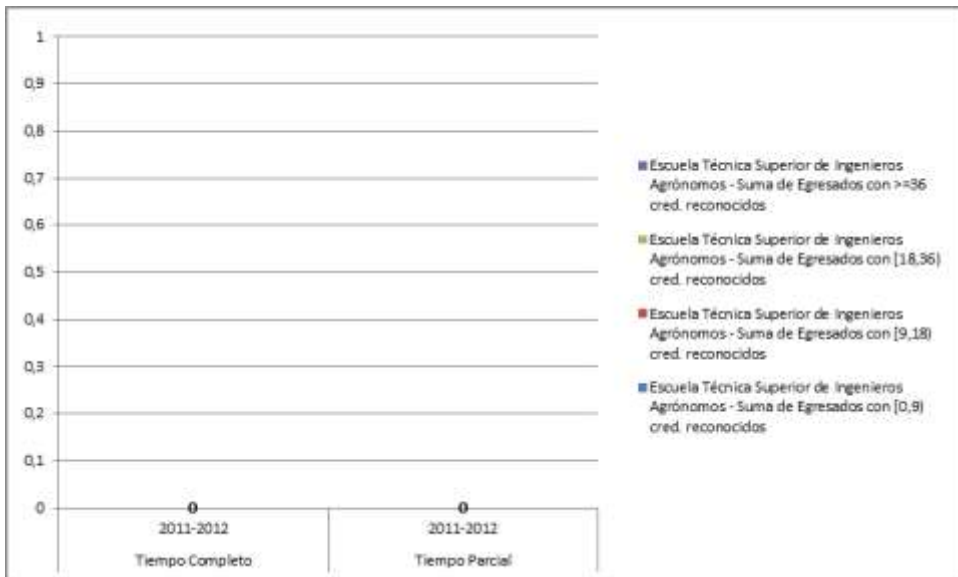 1
0,9
0,8
0,7
0,6
0,5
0,4
0,3
0,2
0,1
0
0
0
2011-2012
2011-2012
Tiempo Completo
Tiempo Parcial
Escuela Técnica Superior de Ingenieros
Agrónomos - Suma de Egresados con >=36
cred. reconocidos
Escuela Técnica Superior de Ingenieros
Agrónomos - Suma de Egresados con [18,36)
cred. reconocidos
Escuela Técnica Superior de Ingenieros
Agrónomos - Suma de Egresados con [9,18)
cred. reconocidos
Escuela Técnica Superior de Ingenieros
Agrónomos - Suma de Egresados con [0,9)
cred. reconocidos